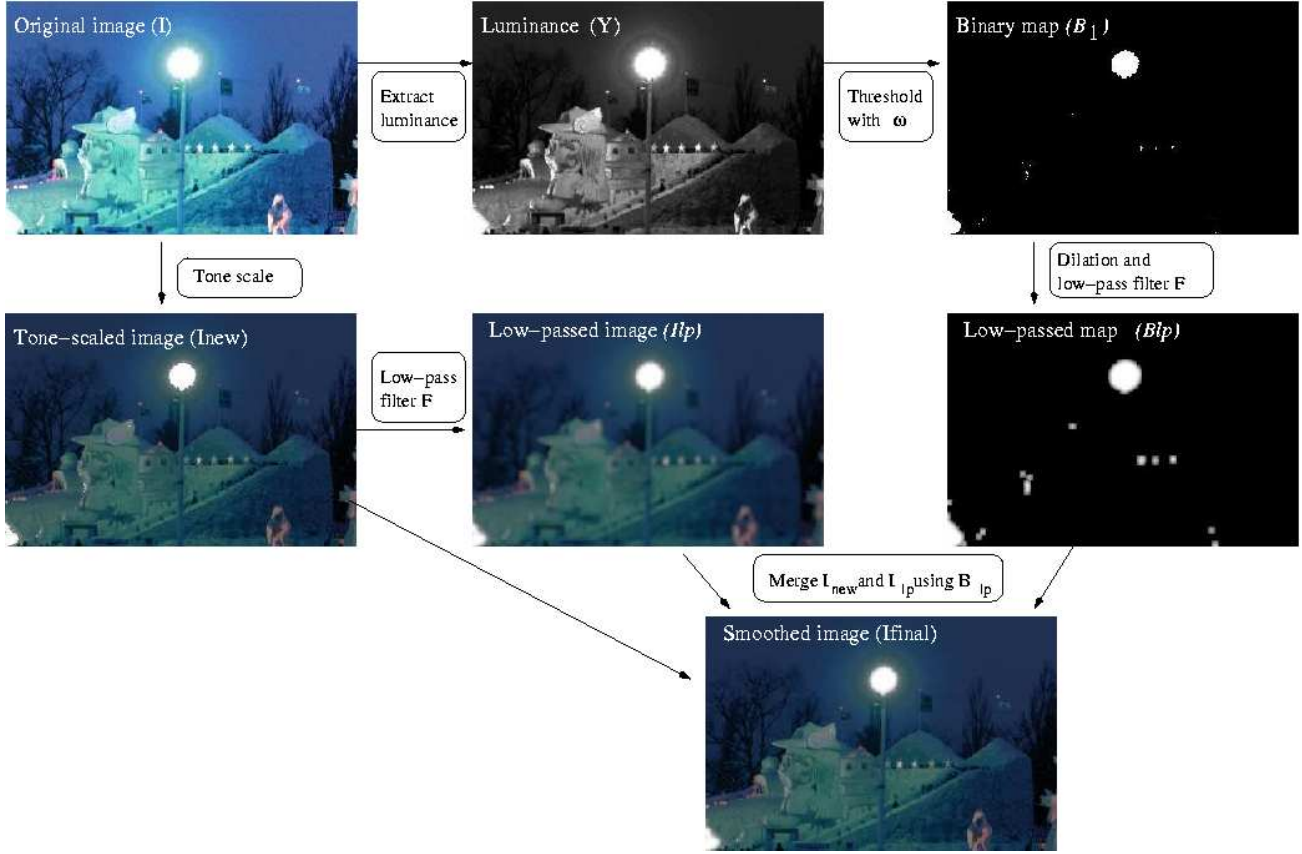 Original image (I)
Luminance (Y)
Binary map (B1)
Extract
luminance
Threshold
with ω
Tone scale
Dilation and
low-pass filter F
Tone-scaled image (Inew)
Low-passed image (Ilp)
Low-passed map (Blp)
Low-pass
filter F
Merge Inew and Ilp using Blp
Smoothed image (Ifinal)